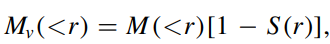 M_v(<r) = M(<r)[1 − S(r)],